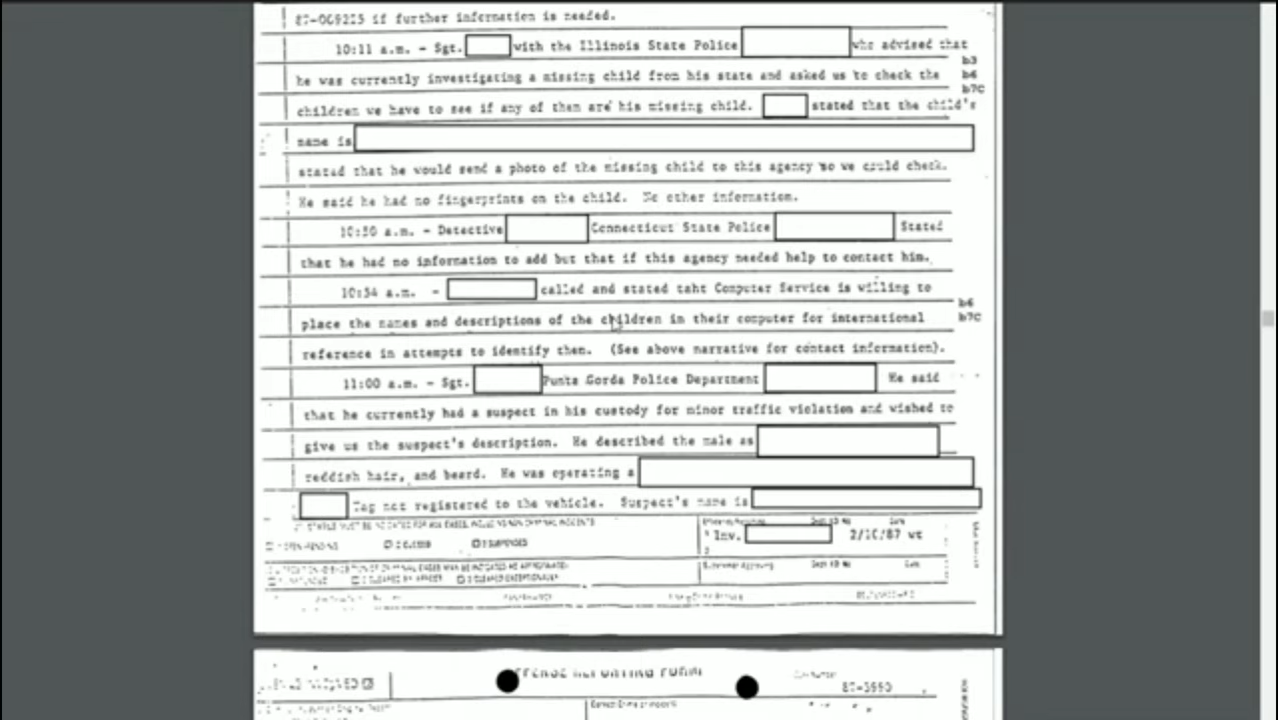 87-009225 if further information is needed.
10:11 a.m. - Sgt. with the Illinois State Police who advised that
b3
he was currently investigating a missing child from his state and asked us to check the
b6
b7C
children we have to see if any of them are his missing child. stated that the child's
name is
stated that he would send a photo of the missing child to this agency so we could check.
He said he had no fingerprints on the child. No other information.
10:50 a.m. - Detective Connecticut State Police Stated
that he had no information to add but that if this agency needed help to contact him.
10:54 a.m. - called and stated taht Computer Service is willing to
b6
place the names and descriptions of the children in their computer for international
b7C
reference in attempts to identify them. (See above narrative for contact information).
11:00 a.m. - Sgt. Punta Gorda Police Department He said
that he currently had a suspect in his custody for minor traffic violation and wished to
give us the suspect's description. He described the male as
reddish hair, and beard. He was operating a
Tag not registered to the vehicle. Suspect's name is
Inv. 2/10/87 wt
OFFENSE REPORTING FORM